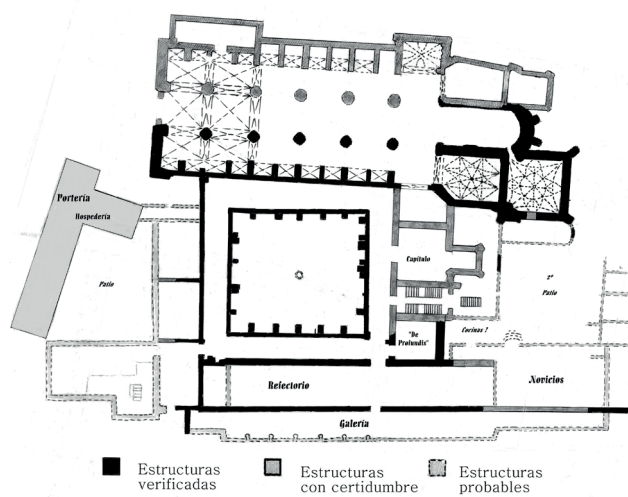 Portería
Hospedería
Patio
Capítulo
2º
Patio
"De
Profundis"
Cocinas ?
Refectorio
Novicios
Galería
Estructuras
verificadas
Estructuras
con certidumbre
Estructuras
probables